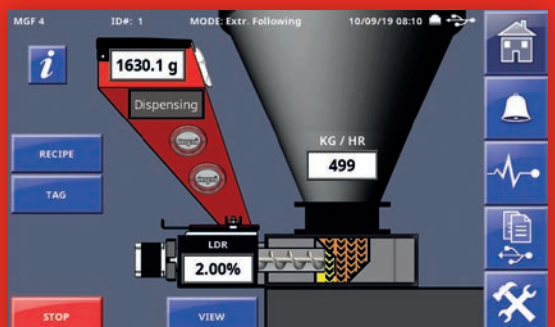 MGF 4 ID#: 1 MODE: Extr. Following 10/09/19 08:10
1630.1 g
Dispensing
KG / HR
499
RECIPE
TAG
LDR
2.00%
STOP
VIEW